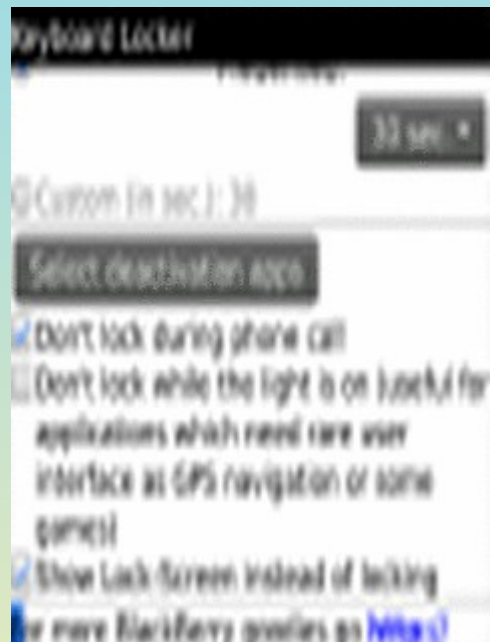 Keyboard Locker
30 sec.
Custom (in sec.): 30
Select deactivation apps
Don't lock during phone call
Don't lock while the light is on (useful for
applications which need rare user
interface as GPS navigation or some
games)
Show Lock-Screen instead of locking
or more BlackBerry goodies go